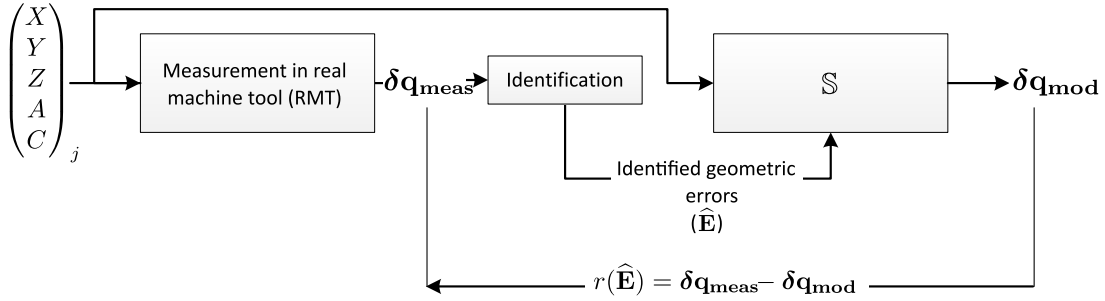 X
Y
Z
A
C
j
Measurement in real
machine tool (RMT)
δq_meas
Identification
𝕊
δq_mod
Identified geometric
errors
(Ê)
r(Ê) = δq_meas − δq_mod